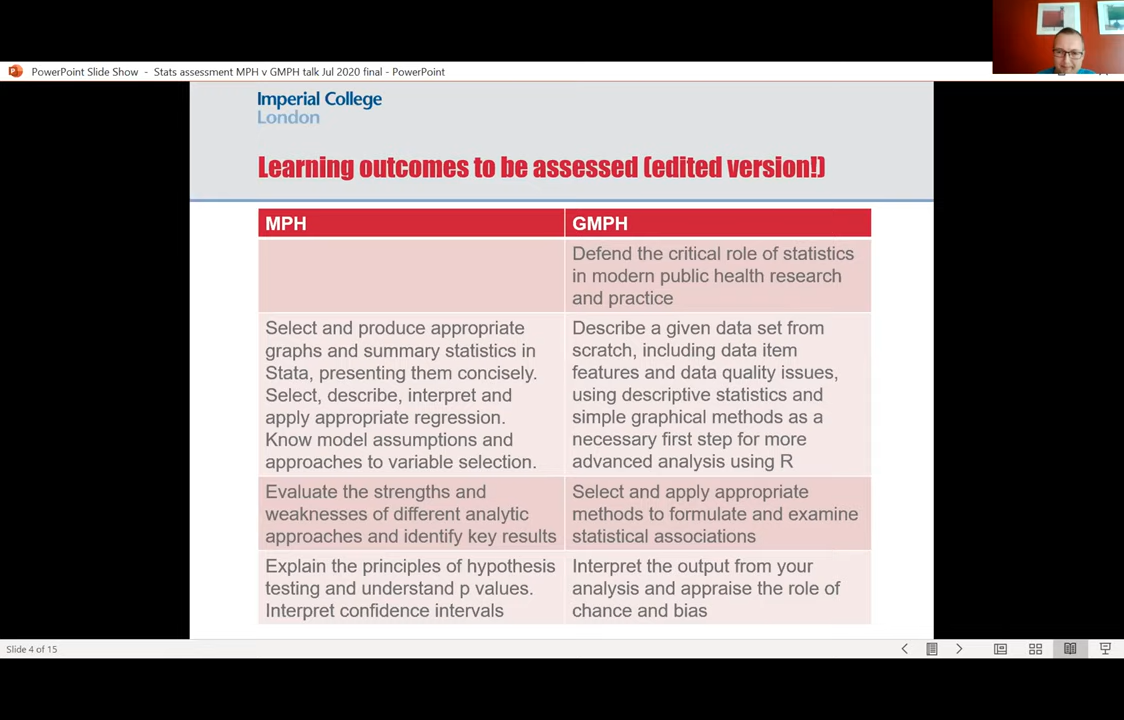 PowerPoint Slide Show - Stats assessment MPH v GMPH talk Jul 2020 final - PowerPoint
Imperial College
London
Learning outcomes to be assessed (edited version!)
MPH
GMPH
Defend the critical role of statistics
in modern public health research
and practice
Select and produce appropriate
graphs and summary statistics in
Stata, presenting them concisely.
Select, describe, interpret and
apply appropriate regression.
Know model assumptions and
approaches to variable selection.
Describe a given data set from
scratch, including data item
features and data quality issues,
using descriptive statistics and
simple graphical methods as a
necessary first step for more
advanced analysis using R
Evaluate the strengths and
weaknesses of different analytic
approaches and identify key results
Select and apply appropriate
methods to formulate and examine
statistical associations
Explain the principles of hypothesis
testing and understand p values.
Interpret confidence intervals
Interpret the output from your
analysis and appraise the role of
chance and bias
Slide 4 of 15